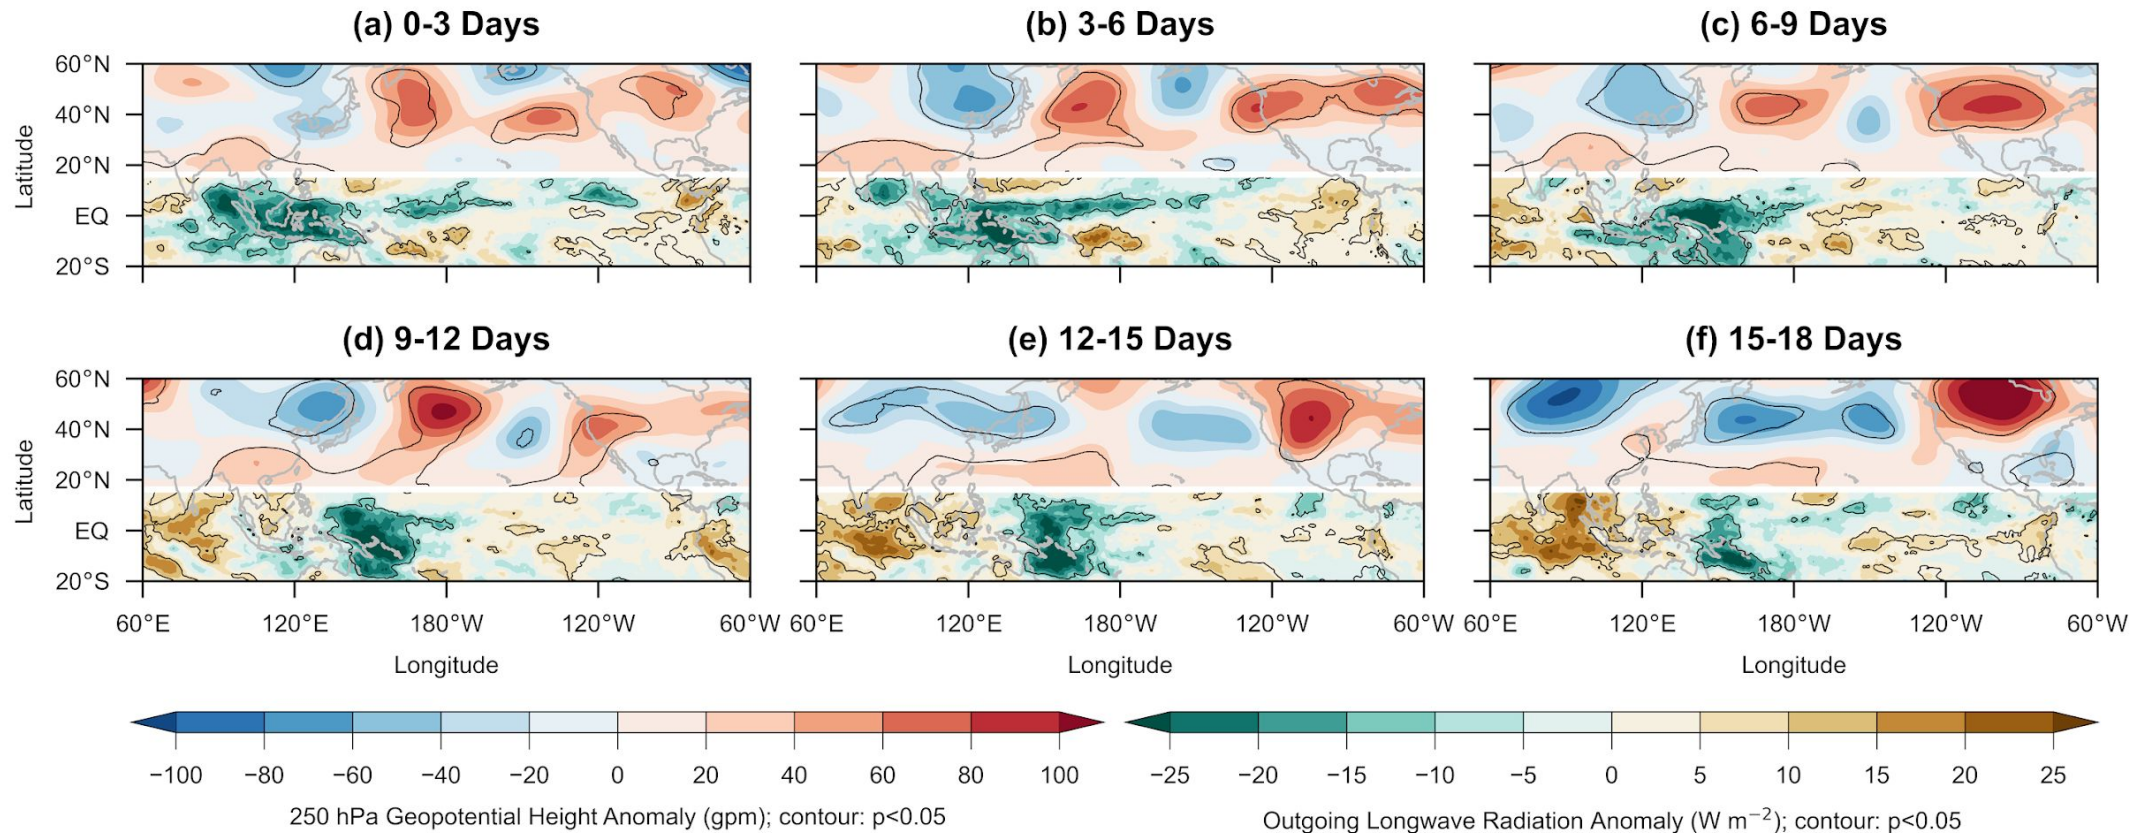 (a) 0-3 Days
(b) 3-6 Days
(c) 6-9 Days
60°N
40°N
20°N
EQ
20°S
Latitude
(d) 9-12 Days
(e) 12-15 Days
(f) 15-18 Days
60°N
40°N
20°N
EQ
20°S
Latitude
60°E 120°E 180°W 120°W 60°W 60°E 120°E 180°W 120°W 60°W 60°E 120°E 180°W 120°W 60°W
Longitude Longitude Longitude
−100 −80 −60 −40 −20 0 20 40 60 80 100
250 hPa Geopotential Height Anomaly (gpm); contour: p<0.05
−25 −20 −15 −10 −5 0 5 10 15 20 25
Outgoing Longwave Radiation Anomaly (W m⁻²); contour: p<0.05